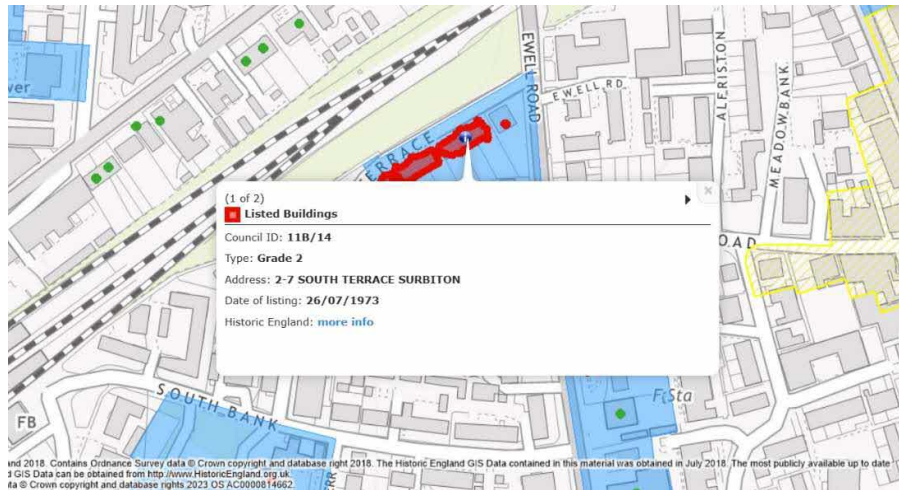 ver
EWELL ROAD
EWELL RD
ALFRISTON
MEADOWBANK
ERRACE
(1 of 2)
Listed Buildings
Council ID: 11B/14
Type: Grade 2
Address: 2-7 SOUTH TERRACE SURBITON
Date of listing: 26/07/1973
Historic England: more info
OAD
SOUTH BANK
FB
Sta
and 2018. Contains Ordnance Survey data © Crown copyright and database right 2018. The Historic England GIS Data contained in this material was obtained in July 2018. The most publicly available up to date
GIS Data can be obtained from http://www.HistoricEngland.org.uk.
ta © Crown copyright and database rights 2023 OS AC0000814662.